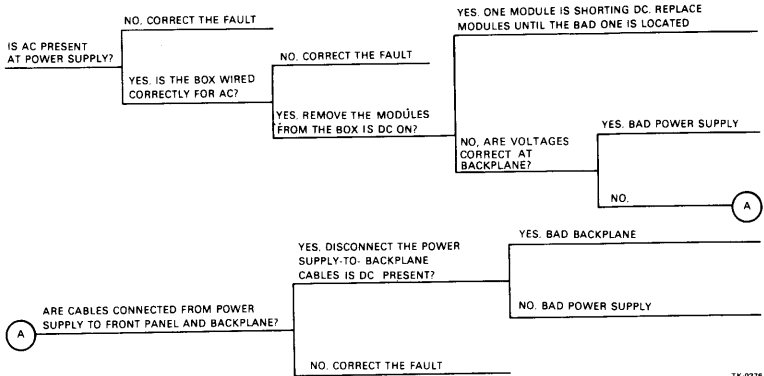 IS AC PRESENT
AT POWER SUPPLY?
NO. CORRECT THE FAULT
YES. IS THE BOX WIRED
CORRECTLY FOR AC?
NO. CORRECT THE FAULT
YES. REMOVE THE MODULES
FROM THE BOX IS DC ON?
YES. ONE MODULE IS SHORTING DC. REPLACE
MODULES UNTIL THE BAD ONE IS LOCATED
NO, ARE VOLTAGES
CORRECT AT
BACKPLANE?
YES. BAD POWER SUPPLY
NO.
A
A
ARE CABLES CONNECTED FROM POWER
SUPPLY TO FRONT PANEL AND BACKPLANE?
YES. DISCONNECT THE POWER
SUPPLY-TO- BACKPLANE
CABLES IS DC PRESENT?
YES. BAD BACKPLANE
NO. BAD POWER SUPPLY
NO. CORRECT THE FAULT